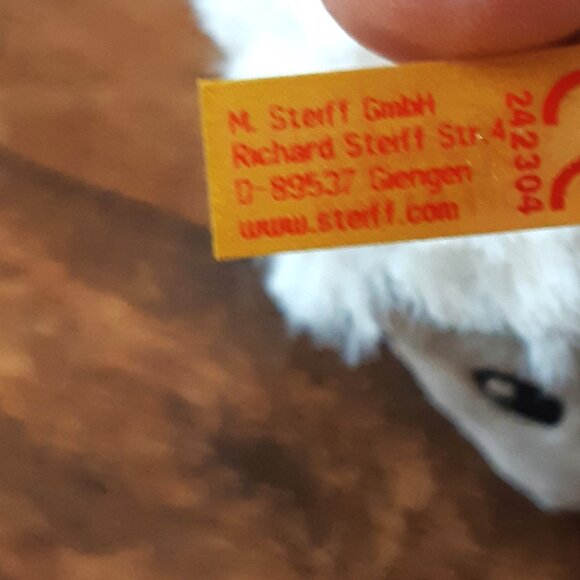 M. Steiff GmbH
Richard Steiff Str. 4
D-89537 Giengen
www.steiff.com
242304